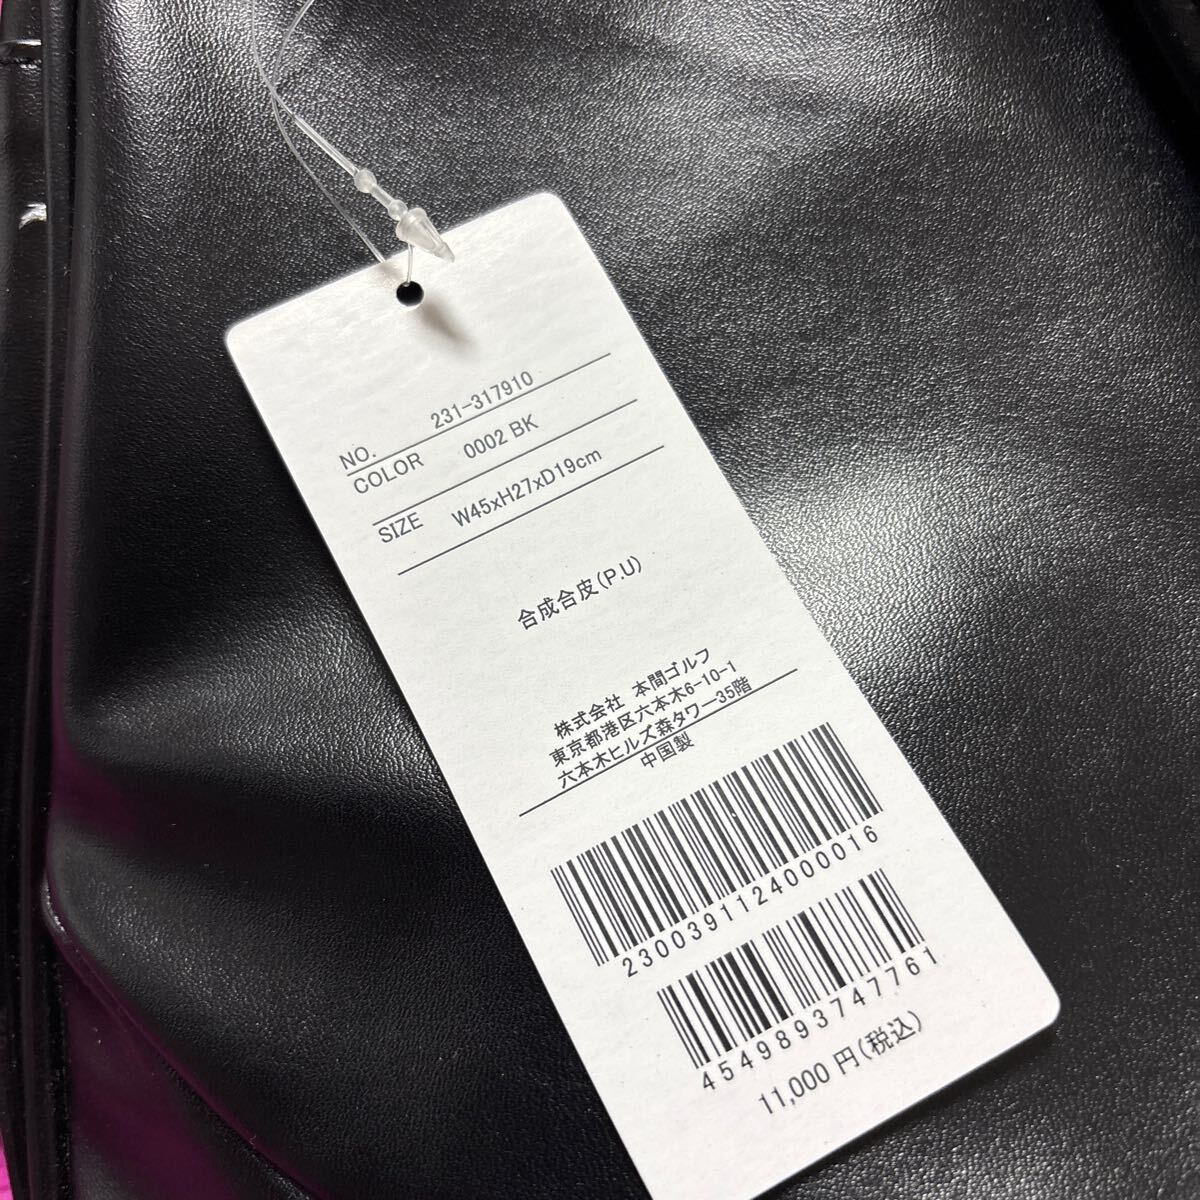 NO. 231-317910
COLOR 0002 BK
SIZE W45xH27xD19cm
合成合皮(P.U)
株式会社 本間ゴルフ
東京都港区六本木6-10-1
六本木ヒルズ森タワー35階
中国製
2300391124000016
4549893747761
11,000 円(税込)